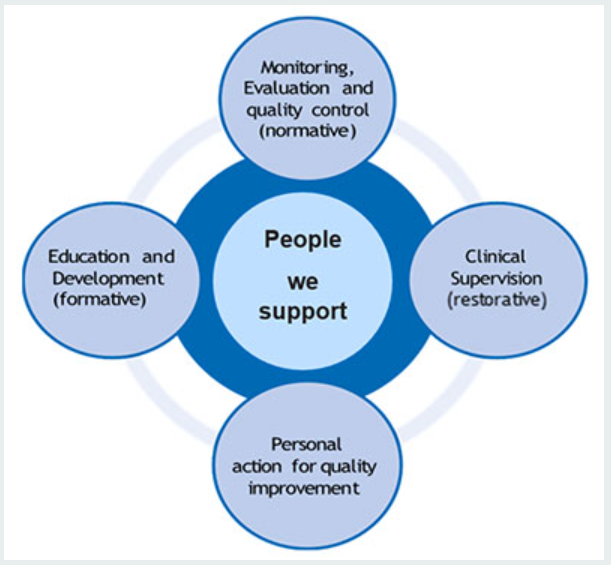 Monitoring,
Evaluation and
quality control
(normative)
Education and
Development
(formative)
People
we
support
Clinical
Supervision
(restorative)
Personal
action for quality
improvement